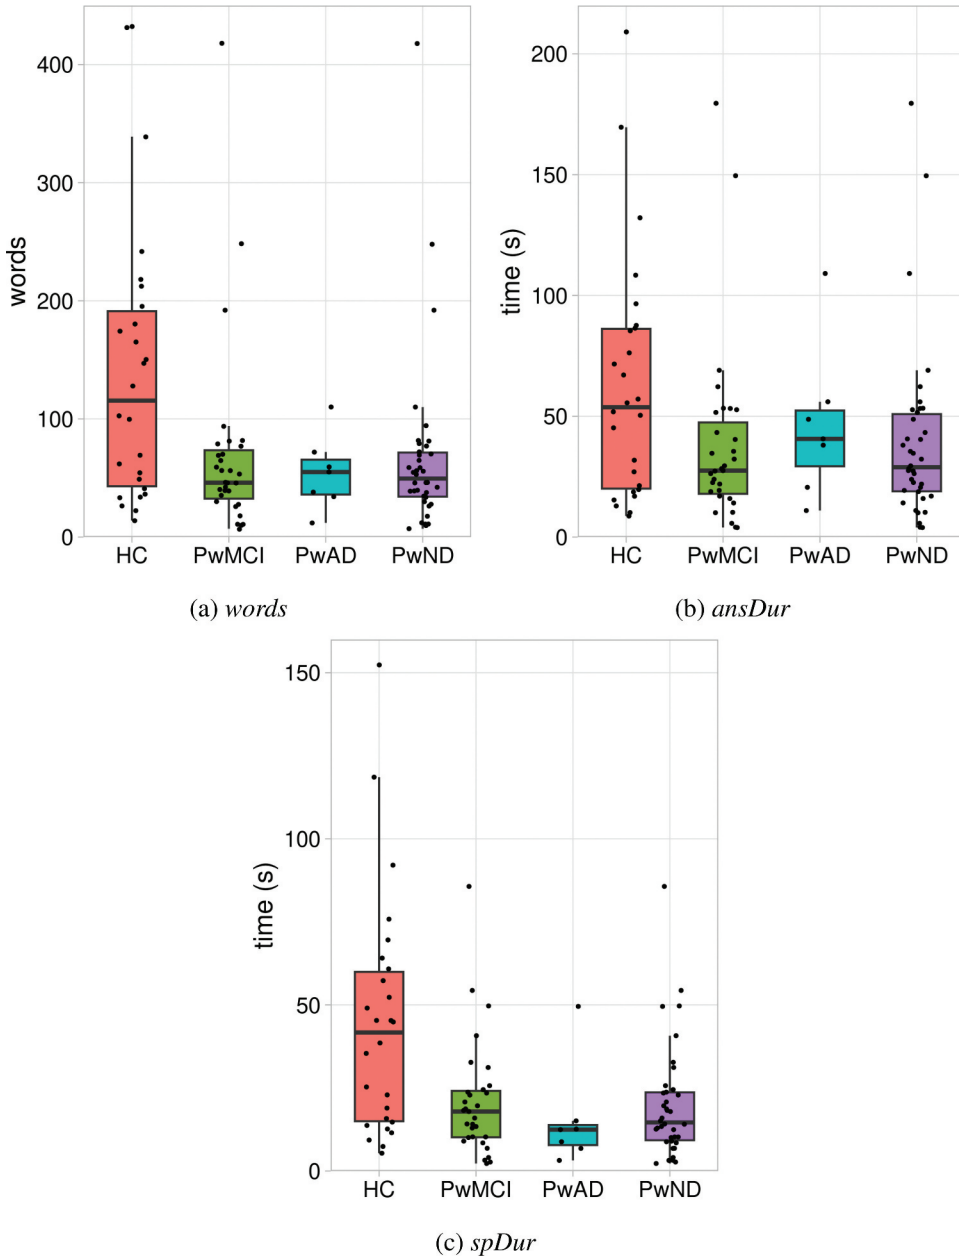 400
300
200
100
0
words
HC PwMCI PwAD PwND
(a) words
200
150
100
50
0
time (s)
HC PwMCI PwAD PwND
(b) ansDur
150
100
50
0
time (s)
HC PwMCI PwAD PwND
(c) spDur